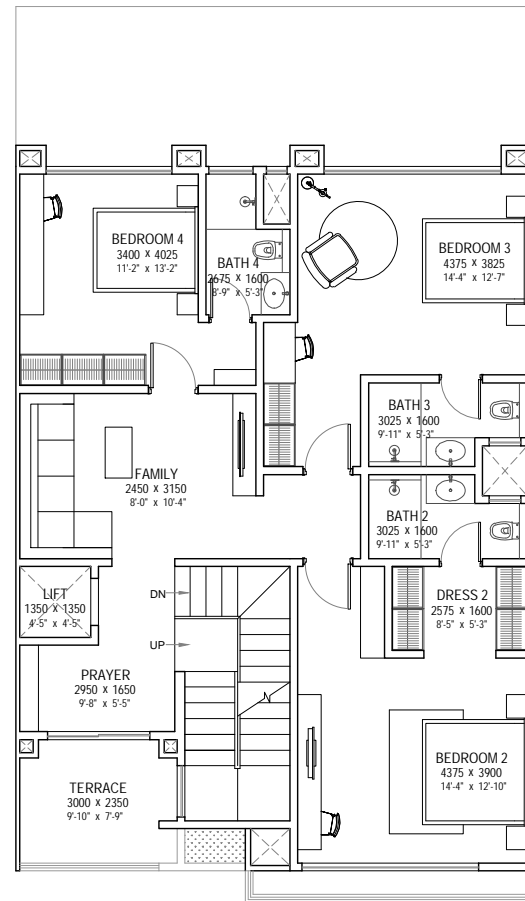 BEDROOM 4
3400 x 4025
11'-2" x 13'-2"
BATH 4
2675 x 1600
8'-9" x 5'-3"
BEDROOM 3
4375 x 3825
14'-4" x 12'-7"
BATH 3
3025 x 1600
9'-11" x 5'-3"
FAMILY
2450 x 3150
8'-0" x 10'-4"
BATH 2
3025 x 1600
9'-11" x 5'-3"
LIFT
1350 x 1350
4'-5" x 4'-5"
DN
DRESS 2
2575 x 1600
8'-5" x 5'-3"
UP
PRAYER
2950 x 1650
9'-8" x 5'-5"
BEDROOM 2
4375 x 3900
14'-4" x 12'-10"
TERRACE
3000 x 2350
9'-10" x 7'-9"